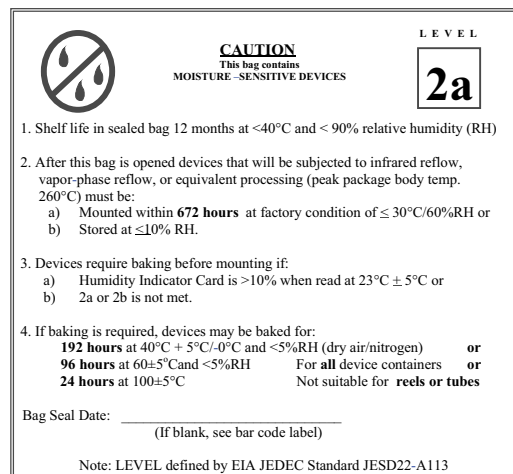 LEVEL
CAUTION
This bag contains
MOISTURE –SENSITIVE DEVICES
2a
1. Shelf life in sealed bag 12 months at <40°C and < 90% relative humidity (RH)
2. After this bag is opened devices that will be subjected to infrared reflow,
vapor-phase reflow, or equivalent processing (peak package body temp.
260°C) must be:
a) Mounted within 672 hours at factory condition of ≤ 30°C/60%RH or
b) Stored at ≤10% RH.
3. Devices require baking before mounting if:
a) Humidity Indicator Card is >10% when read at 23°C ± 5°C or
b) 2a or 2b is not met.
4. If baking is required, devices may be baked for:
192 hours at 40°C + 5°C/-0°C and <5%RH (dry air/nitrogen) or
96 hours at 60±5°Cand <5%RH For all device containers or
24 hours at 100±5°C Not suitable for reels or tubes
Bag Seal Date: ________________________________
(If blank, see bar code label)
Note: LEVEL defined by EIA JEDEC Standard JESD22-A113